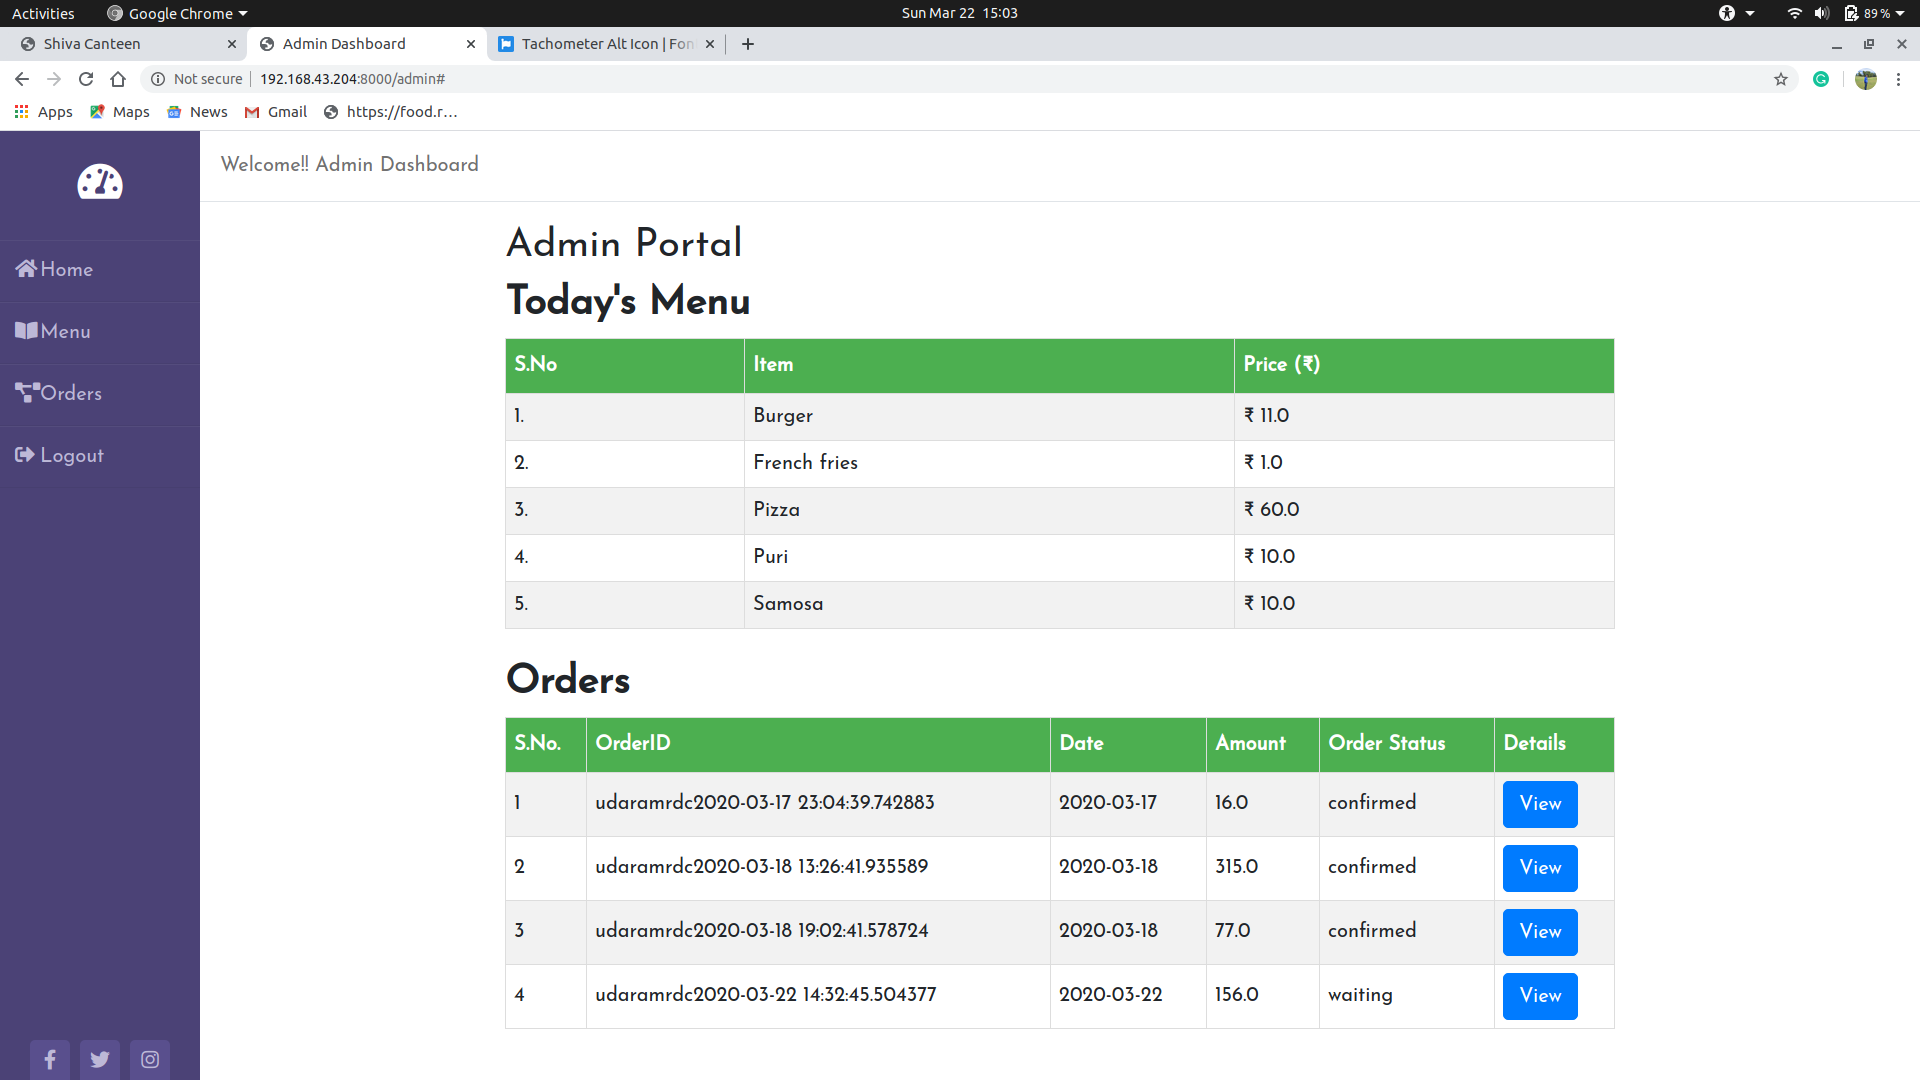 Activities Google Chrome Sun Mar 22 15:03 89 %
Shiva Canteen Admin Dashboard Tachometer Alt Icon | Fon
Not secure 192.168.43.204:8000/admin#
Apps Maps News Gmail https://food.r...
Welcome!! Admin Dashboard
Home
Menu
Orders
Logout
Admin Portal
Today's Menu
S.No Item Price (₹)
1. Burger ₹ 11.0
2. French fries ₹ 1.0
3. Pizza ₹ 60.0
4. Puri ₹ 10.0
5. Samosa ₹ 10.0
Orders
S.No. OrderID Date Amount Order Status Details
1 udaramrdc2020-03-17 23:04:39.742883 2020-03-17 16.0 confirmed View
2 udaramrdc2020-03-18 13:26:41.935589 2020-03-18 315.0 confirmed View
3 udaramrdc2020-03-18 19:02:41.578724 2020-03-18 77.0 confirmed View
4 udaramrdc2020-03-22 14:32:45.504377 2020-03-22 156.0 waiting View